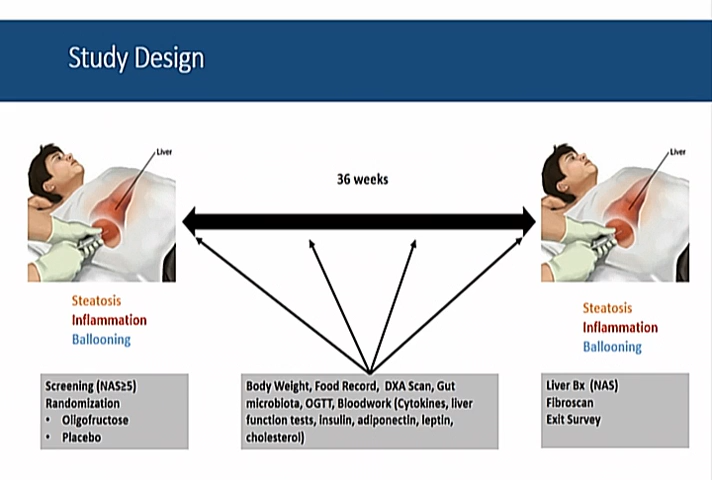 Study Design
Liver
Liver
36 weeks
Steatosis
Inflammation
Ballooning
Steatosis
Inflammation
Ballooning
Screening (NAS≥5)
Randomization
• Oligofructose
• Placebo
Body Weight, Food Record, DXA Scan, Gut
microbiota, OGTT, Bloodwork (Cytokines, liver
function tests, insulin, adiponectin, leptin,
cholesterol)
Liver Bx (NAS)
Fibroscan
Exit Survey